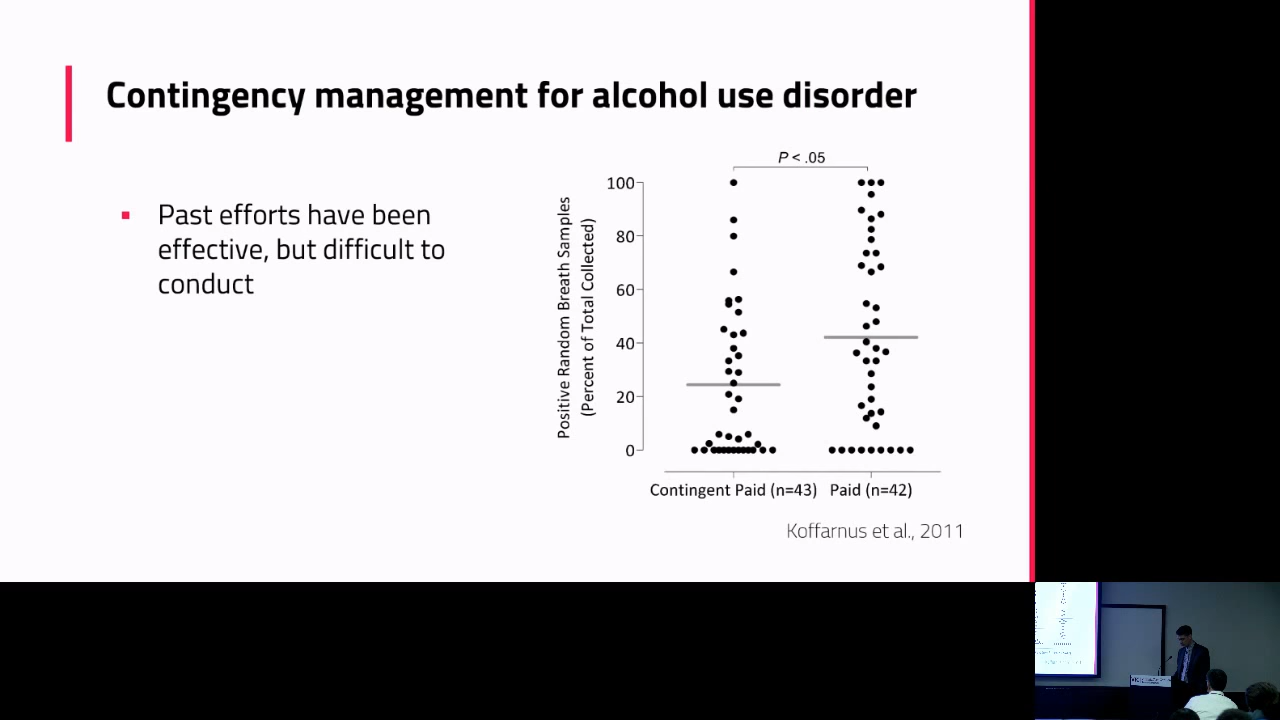 Contingency management for alcohol use disorder
▪ Past efforts have been
effective, but difficult to
conduct
P < .05
Positive Random Breath Samples
(Percent of Total Collected)
100
80
60
40
20
0
Contingent Paid (n=43)
Paid (n=42)
Koffarnus et al., 2011